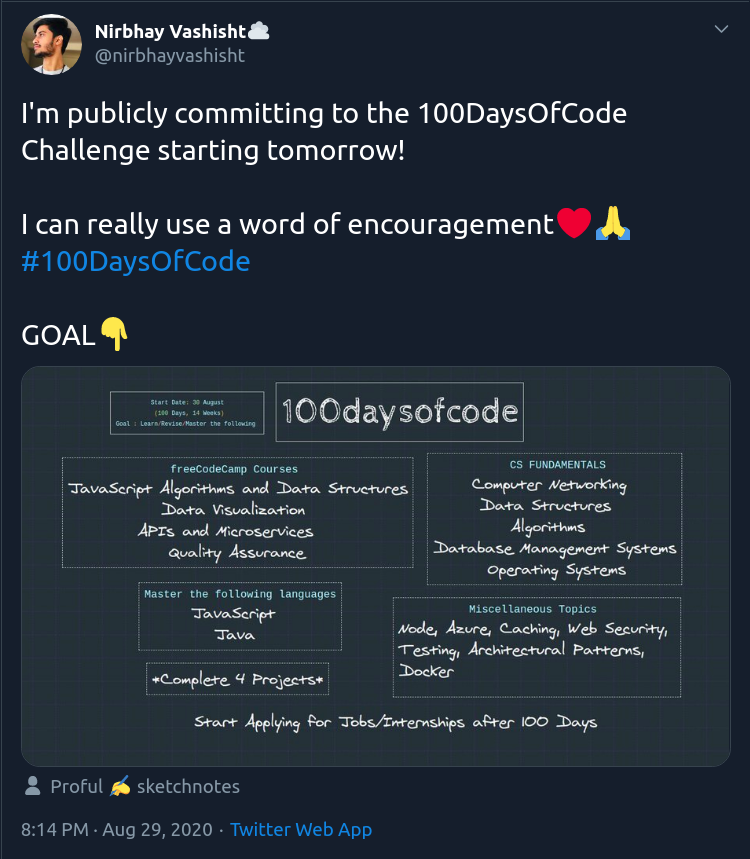 Nirbhay Vashisht
@nirbhayvashisht
I'm publicly committing to the 100DaysOfCode
Challenge starting tomorrow!
I can really use a word of encouragement❤️🙏
#100DaysOfCode
GOAL👇
Start Date: 30 August
(100 Days, 14 Weeks)
Goal : Learn/Revise/Master the following
100daysofcode
freeCodeCamp Courses
JavaScript Algorithms and Data Structures
Data Visualization
APIs and Microservices
Quality Assurance
CS FUNDAMENTALS
Computer Networking
Data Structures
Algorithms
Database Management Systems
Operating Systems
Master the following languages
JavaScript
Java
*Complete 4 Projects*
Miscellaneous Topics
Node, Azure, Caching, Web Security,
Testing, Architectural Patterns,
Docker
Start Applying for Jobs/Internships after 100 Days
Proful ✍️ sketchnotes
8:14 PM · Aug 29, 2020 · Twitter Web App